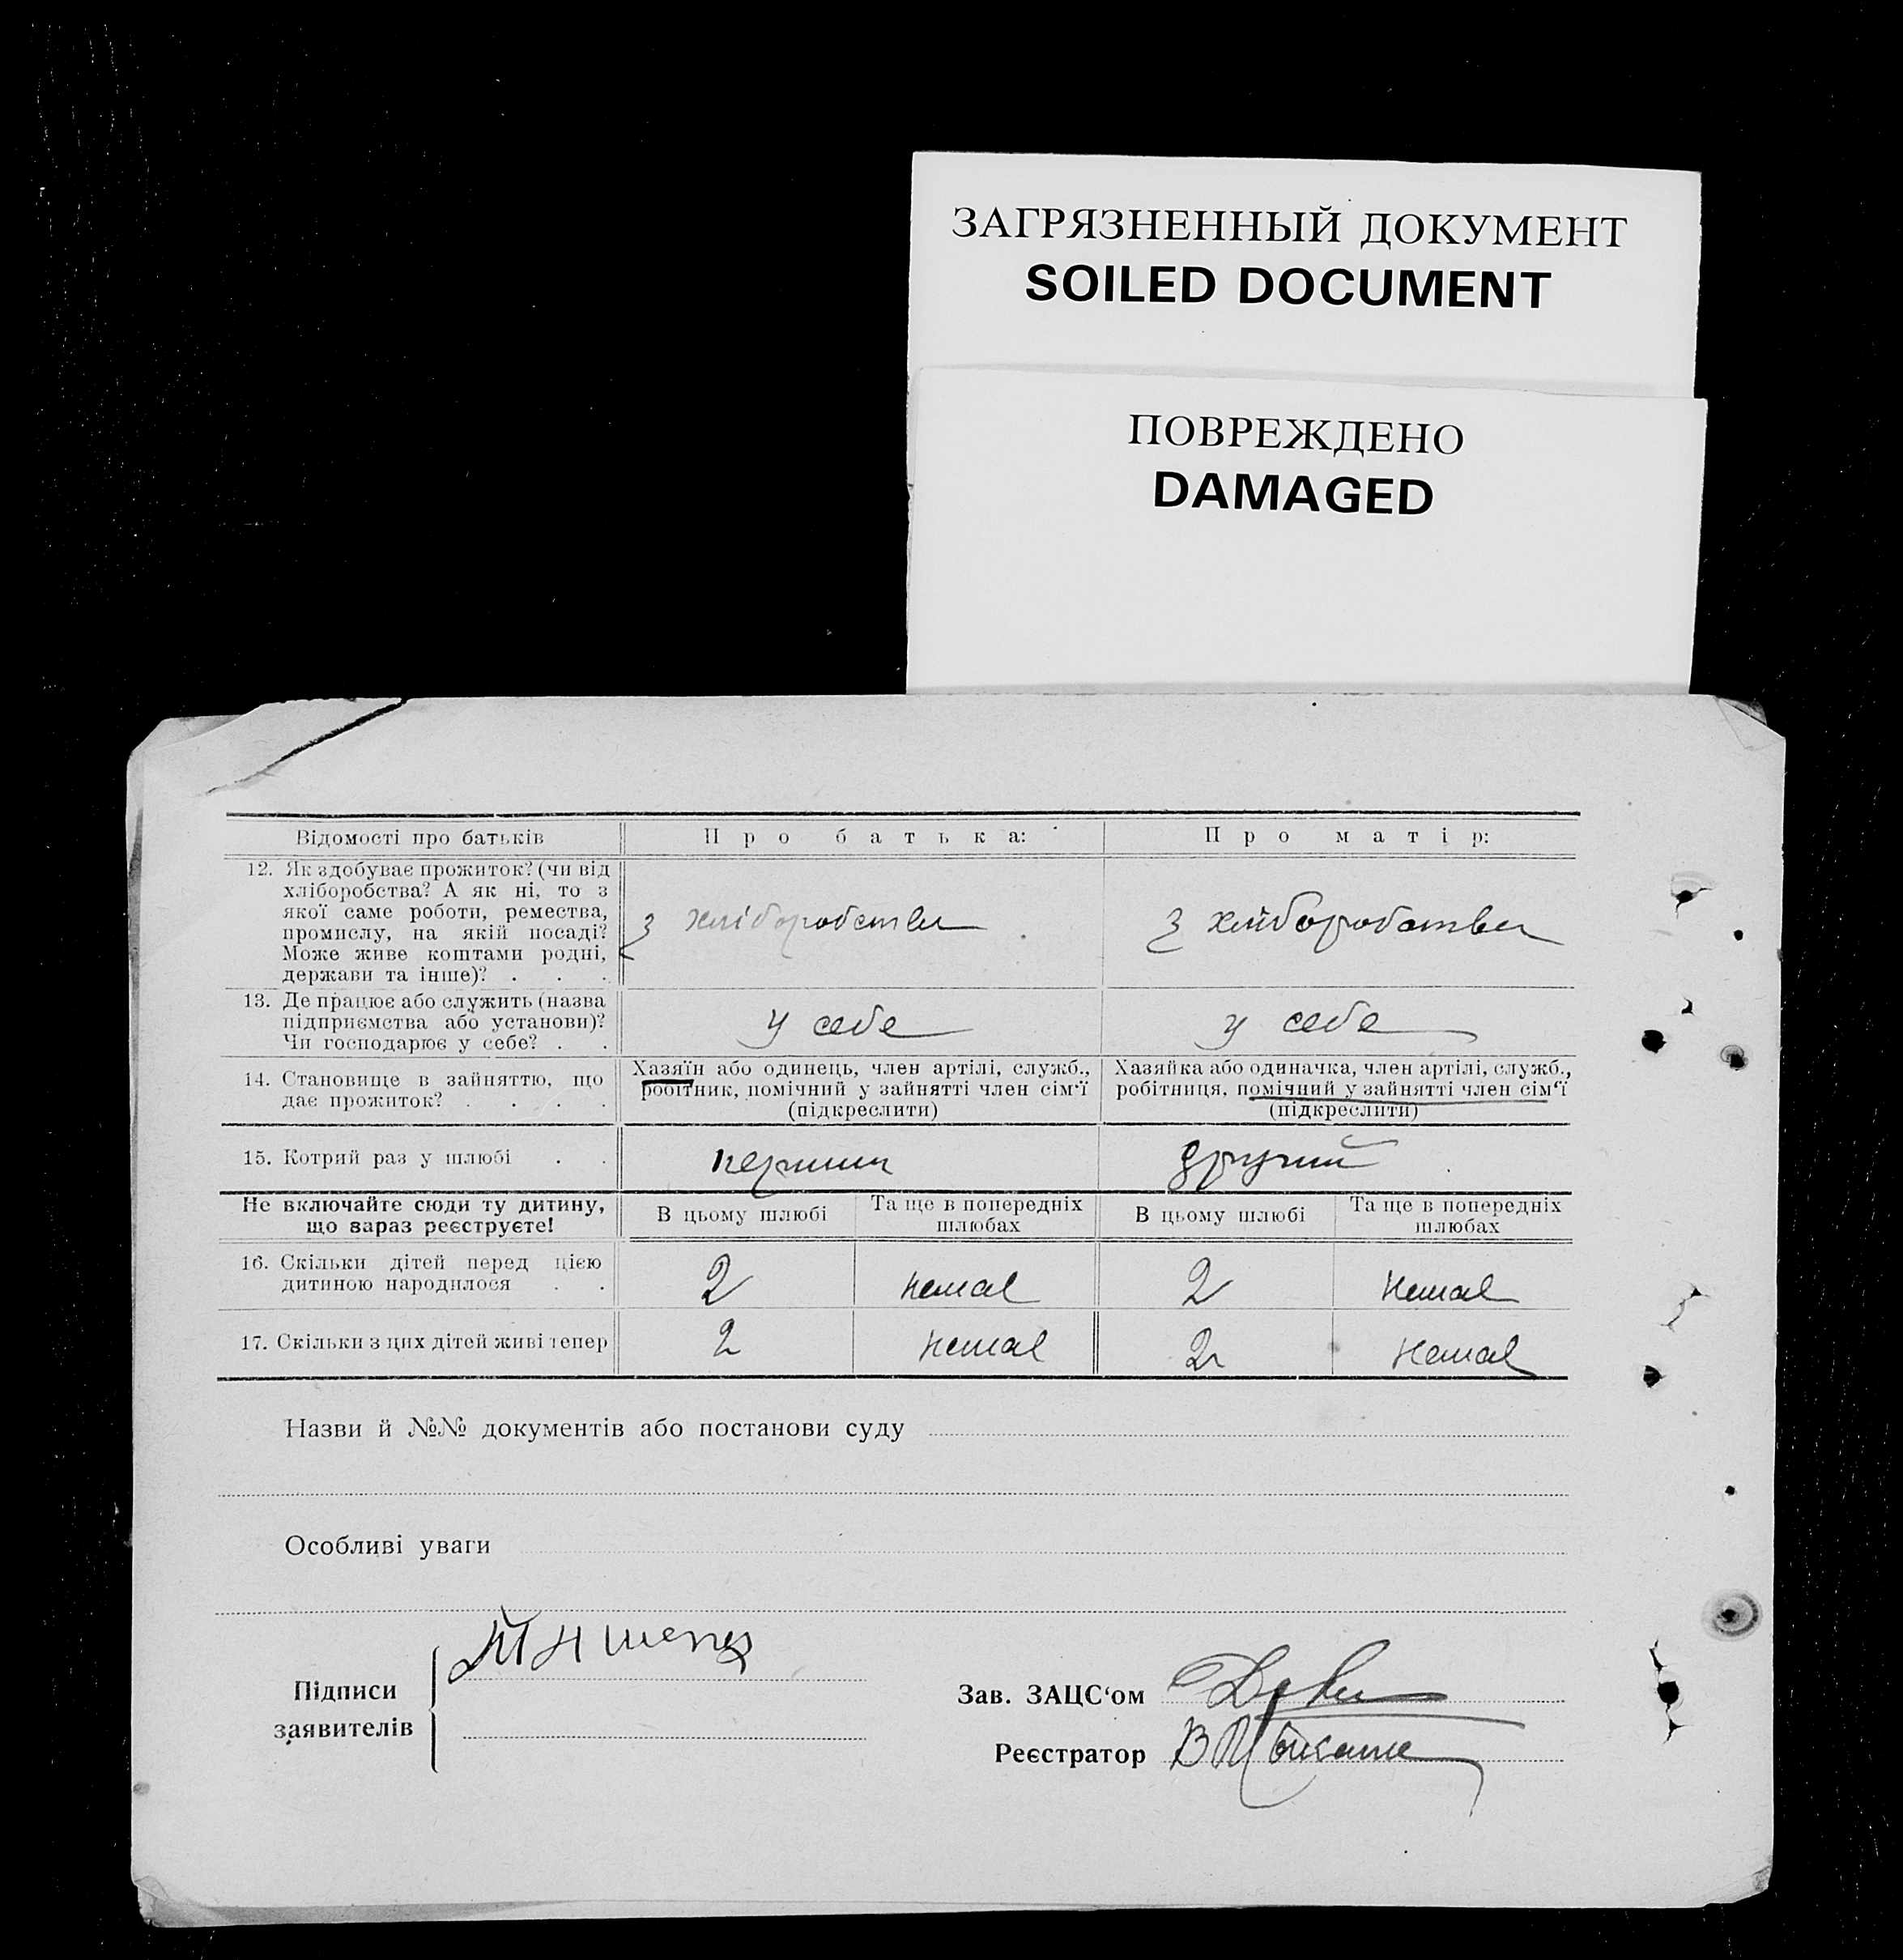 ЗАГРЯЗНЕННЫЙ ДОКУМЕНТ
SOILED DOCUMENT
ПОВРЕЖДЕНО
DAMAGED
Відомості про батьків
Про батька:
Про матір:
12. Як здобуває прожиток? (чи від
хліборобства? А як ні, то з
якої саме роботи, ремества,
промислу, на якій посаді?
Може живе коштами родні,
держави та інше)? . . .
з хліборобства
з хліборобства
13. Де працює або служить (назва
підприємства або установи)?
Чи господарює у себе? . .
у себе
у себе
14. Становище в зайняттю, що
дає прожиток? . . . .
Хазяїн або одинець, член артілі, служб.,
робітник, помічний у зайнятті член сім‘ї
(підкреслити)
Хазяйка або одиначка, член артілі, служб.,
робітниця, помічний у зайнятті член сім‘ї
(підкреслити)
15. Котрий раз у шлюбі . .
перший
другий
Не включайте сюди ту дитину,
що вараз реєструєте!
В цьому шлюбі
Та ще в попередніх
шлюбах
В цьому шлюбі
Та ще в попередніх
шлюбах
16. Скільки дітей перед цією
дитиною народилося . .
2
немає
2
немає
17. Скільки з цих дітей живі тепер
2
немає
2
немає
Назви й №№ документів або постанови суду
Особливі уваги
Підписи
заявителів
Зав. ЗАЦС‘ом
Реєстратор